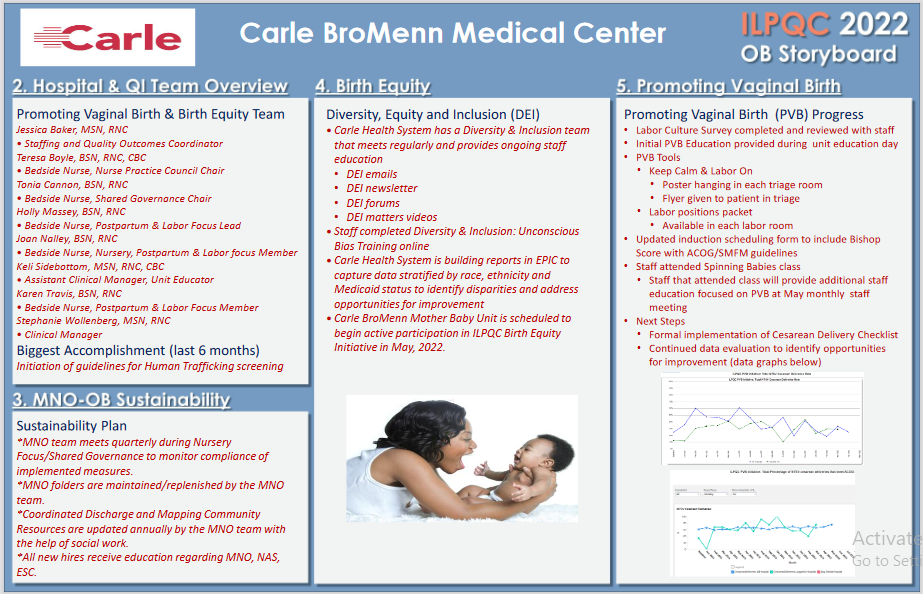 Carle
Carle BroMenn Medical Center
ILPQC 2022
OB Storyboard
2. Hospital & QI Team Overview
Promoting Vaginal Birth & Birth Equity Team
Jessica Baker, MSN, RNC
• Staffing and Quality Outcomes Coordinator
Teresa Boyle, BSN, RNC, CBC
• Bedside Nurse, Nurse Practice Council Chair
Tonia Cannon, BSN, RNC
• Bedside Nurse, Shared Governance Chair
Holly Massey, BSN, RNC
• Bedside Nurse, Postpartum & Labor Focus Lead
Joan Nalley, BSN, RNC
• Bedside Nurse, Nursery, Postpartum & Labor focus Member
Keli Sidebottom, MSN, RNC, CBC
• Assistant Clinical Manager, Unit Educator
Karen Travis, BSN, RNC
• Bedside Nurse, Postpartum & Labor Focus Member
Stephanie Wollenberg, MSN, RNC
• Clinical Manager
Biggest Accomplishment (last 6 months)
Initiation of guidelines for Human Trafficking screening
3. MNO-OB Sustainability
Sustainability Plan
*MNO team meets quarterly during Nursery
Focus/Shared Governance to monitor compliance of
implemented measures.
*MNO folders are maintained/replenished by the MNO
team.
*Coordinated Discharge and Mapping Community
Resources are updated annually by the MNO team with
the help of social work.
*All new hires receive education regarding MNO, NAS,
ESC.
4. Birth Equity
Diversity, Equity and Inclusion (DEI)
• Carle Health System has a Diversity & Inclusion team
that meets regularly and provides ongoing staff
education
• DEI emails
• DEI newsletter
• DEI forums
• DEI matters videos
• Staff completed Diversity & Inclusion: Unconscious
Bias Training online
• Carle Health System is building reports in EPIC to
capture data stratified by race, ethnicity and
Medicaid status to identify disparities and address
opportunities for improvement
• Carle BroMenn Mother Baby Unit is scheduled to
begin active participation in ILPQC Birth Equity
Initiative in May, 2022.
5. Promoting Vaginal Birth
Promoting Vaginal Birth (PVB) Progress
• Labor Culture Survey completed and reviewed with staff
• Initial PVB Education provided during unit education day
• PVB Tools
• Keep Calm & Labor On
• Poster hanging in each triage room
• Flyer given to patient in triage
• Labor positions packet
• Available in each labor room
• Updated induction scheduling form to include Bishop
Score with ACOG/SMFM guidelines
• Staff attended Spinning Babies class
• Staff that attended class will provide additional staff
education focused on PVB at May monthly staff
meeting
• Next Steps
• Formal implementation of Cesarean Delivery Checklist
• Continued data evaluation to identify opportunities
for improvement (data graphs below)
Activate
Go to Sett